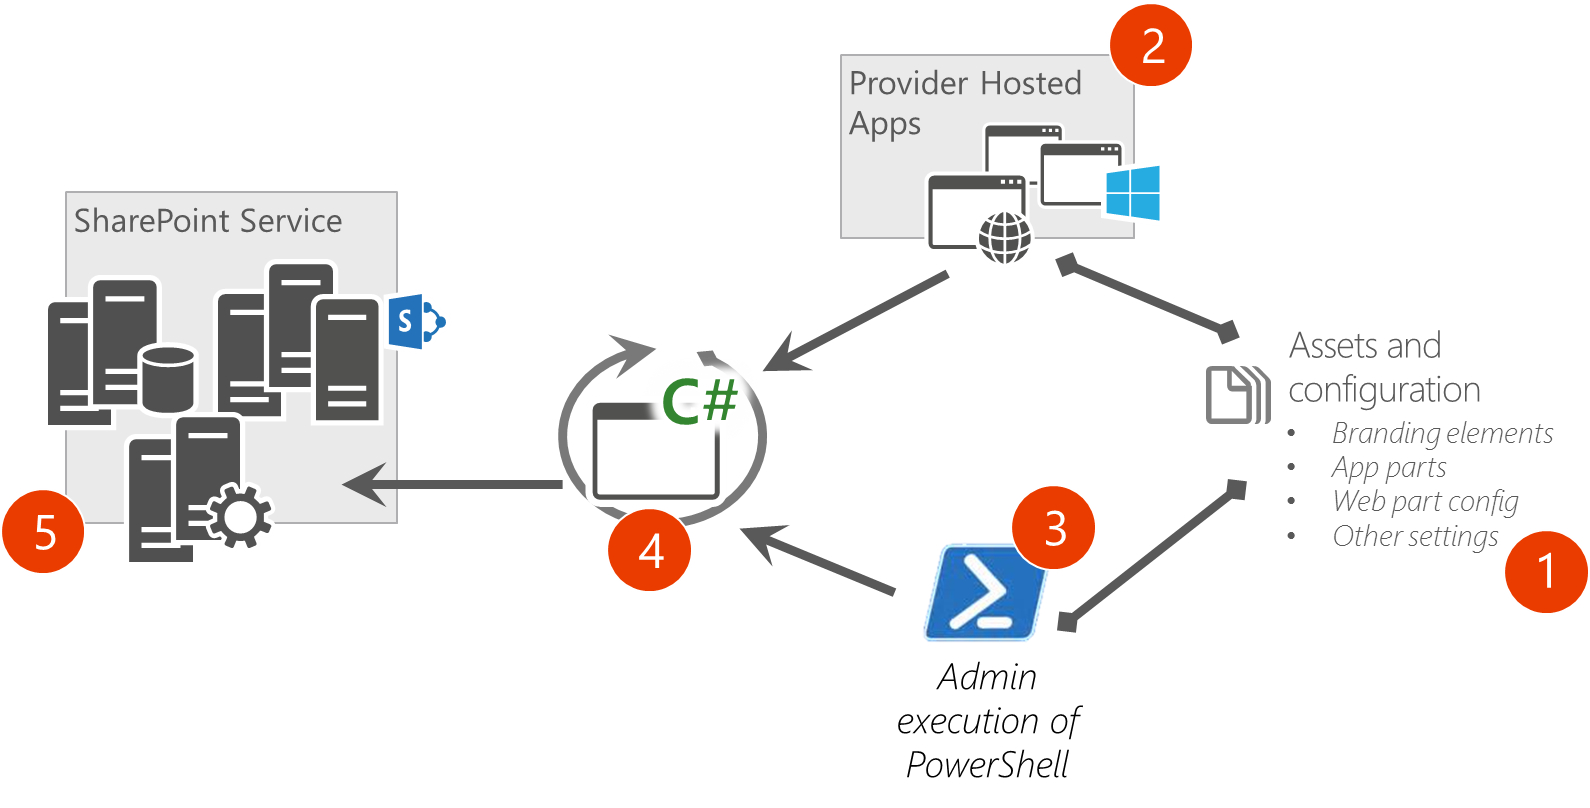 2
Provider Hosted
Apps
SharePoint Service
S
C#
Assets and
configuration
• Branding elements
• App parts
• Web part config
• Other settings
5
4
3
1
Admin
execution of
PowerShell